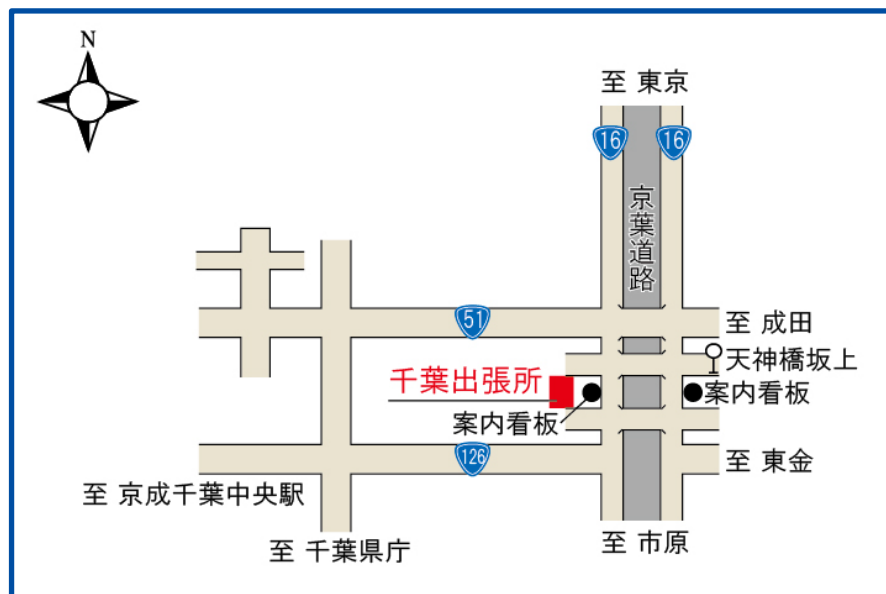 N
至 東京
16
16
京葉道路
51
至 成田
天神橋坂上
千葉出張所
案内看板
案内看板
126
至 東金
至 京成千葉中央駅
至 千葉県庁
至 市原